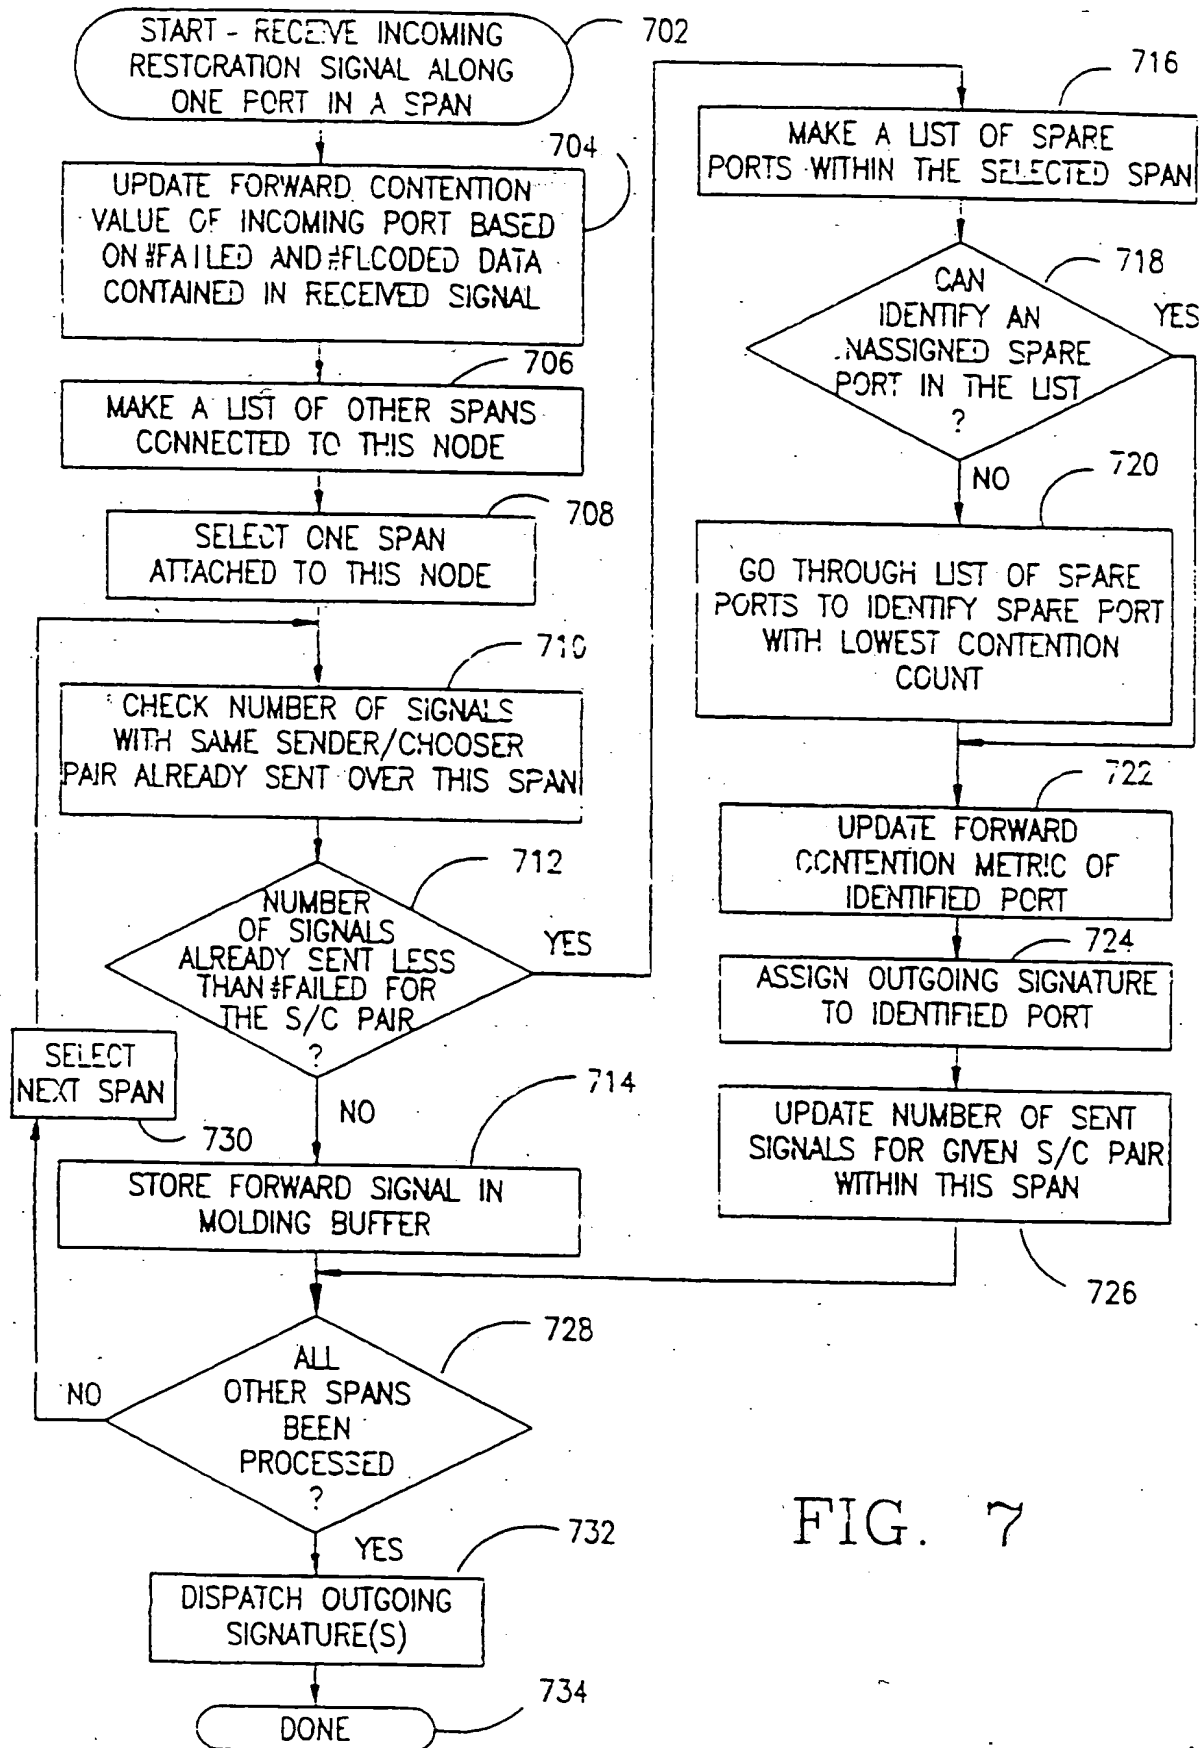 START - RECEIVE INCOMING
RESTORATION SIGNAL ALONG
ONE PORT IN A SPAN
702
704
UPDATE FORWARD CONTENTION
VALUE OF INCOMING PORT BASED
ON #FAILED AND #FLOODED DATA
CONTAINED IN RECEIVED SIGNAL
706
MAKE A LIST OF OTHER SPANS
CONNECTED TO THIS NODE
708
SELECT ONE SPAN
ATTACHED TO THIS NODE
710
CHECK NUMBER OF SIGNALS
WITH SAME SENDER/CHOOSER
PAIR ALREADY SENT OVER THIS SPAN
712
NUMBER
OF SIGNALS
ALREADY SENT LESS
THAN #FAILED FOR
THE S/C PAIR
?
YES
NO
SELECT
NEXT SPAN
730
714
STORE FORWARD SIGNAL IN
MOLDING BUFFER
716
MAKE A LIST OF SPARE
PORTS WITHIN THE SELECTED SPAN
718
CAN
IDENTIFY AN
NASSIGNED SPARE
PORT IN THE LIST
?
YES
NO
720
GO THROUGH LIST OF SPARE
PORTS TO IDENTIFY SPARE PORT
WITH LOWEST CONTENTION
COUNT
722
UPDATE FORWARD
CONTENTION METRIC OF
IDENTIFIED PORT
724
ASSIGN OUTGOING SIGNATURE
TO IDENTIFIED PORT
UPDATE NUMBER OF SENT
SIGNALS FOR GIVEN S/C PAIR
WITHIN THIS SPAN
726
728
ALL
OTHER SPANS
BEEN
PROCESSED
?
NO
YES
732
DISPATCH OUTGOING
SIGNATURE(S)
734
DONE
FIG. 7